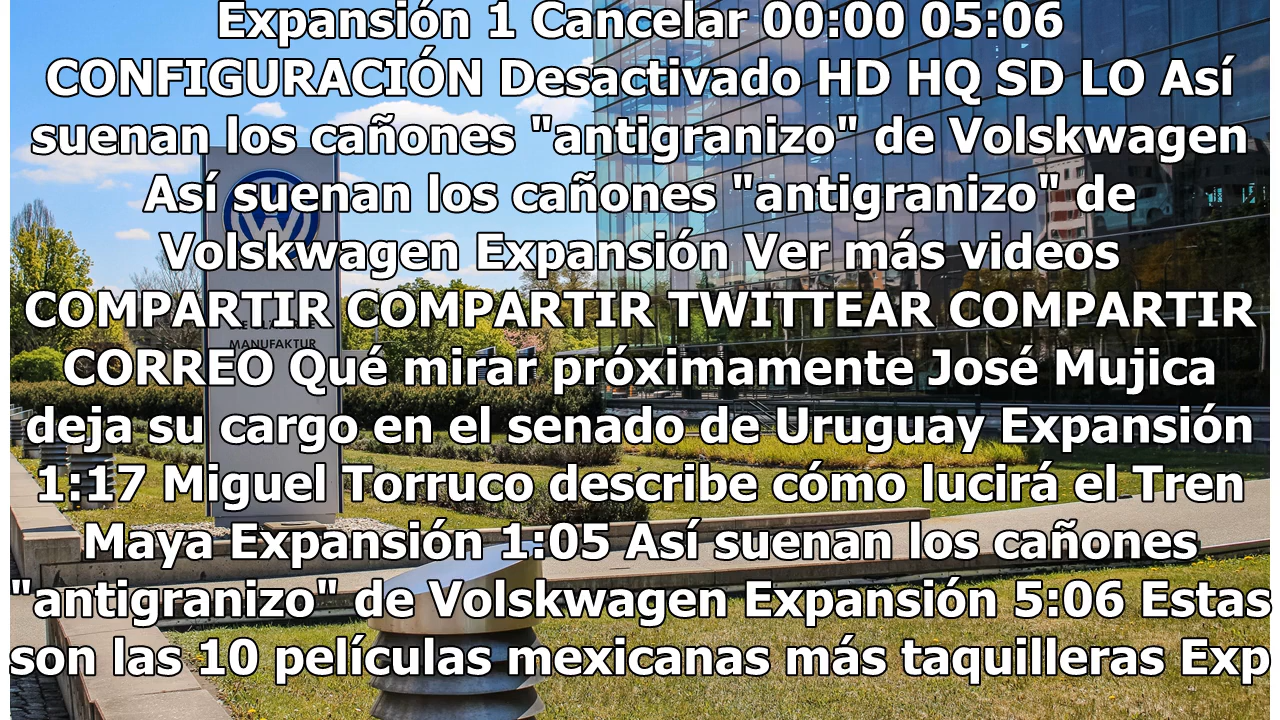 Expansión 1 Cancelar 00:00 05:06
CONFIGURACIÓN Desactivado HD HQ SD LO Así
suenan los cañones "antigranizo" de Volskwagen
Así suenan los cañones "antigranizo" de
Volskwagen Expansión Ver más videos
COMPARTIR COMPARTIR TWITTEAR COMPARTIR
MANUFAKTUR
CORREO Qué mirar próximamente José Mujica
deja su cargo en el senado de Uruguay Expansión
1:17 Miguel Torruco describe cómo lucirá el Tren
Maya Expansión 1:05 Así suenan los cañones
"antigranizo" de Volskwagen Expansión 5:06 Estas
son las 10 películas mexicanas más taquilleras Exp